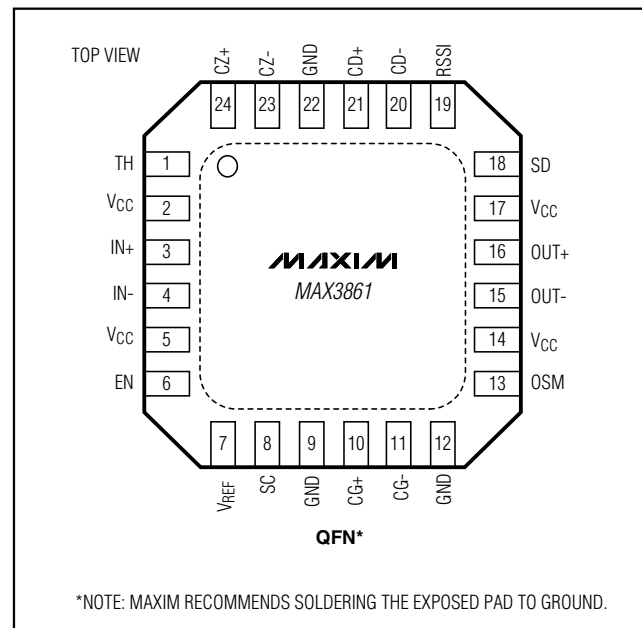 TOP VIEW
CZ+
CZ-
GND
CD+
CD-
RSSI
24
23
22
21
20
19
TH 1
VCC 2
IN+ 3
IN- 4
VCC 5
EN 6
18 SD
17 VCC
16 OUT+
15 OUT-
14 VCC
13 OSM
MAXIM
MAX3861
7
8
9
10
11
12
VREF
SC
GND
CG+
CG-
GND
QFN*
*NOTE: MAXIM RECOMMENDS SOLDERING THE EXPOSED PAD TO GROUND.